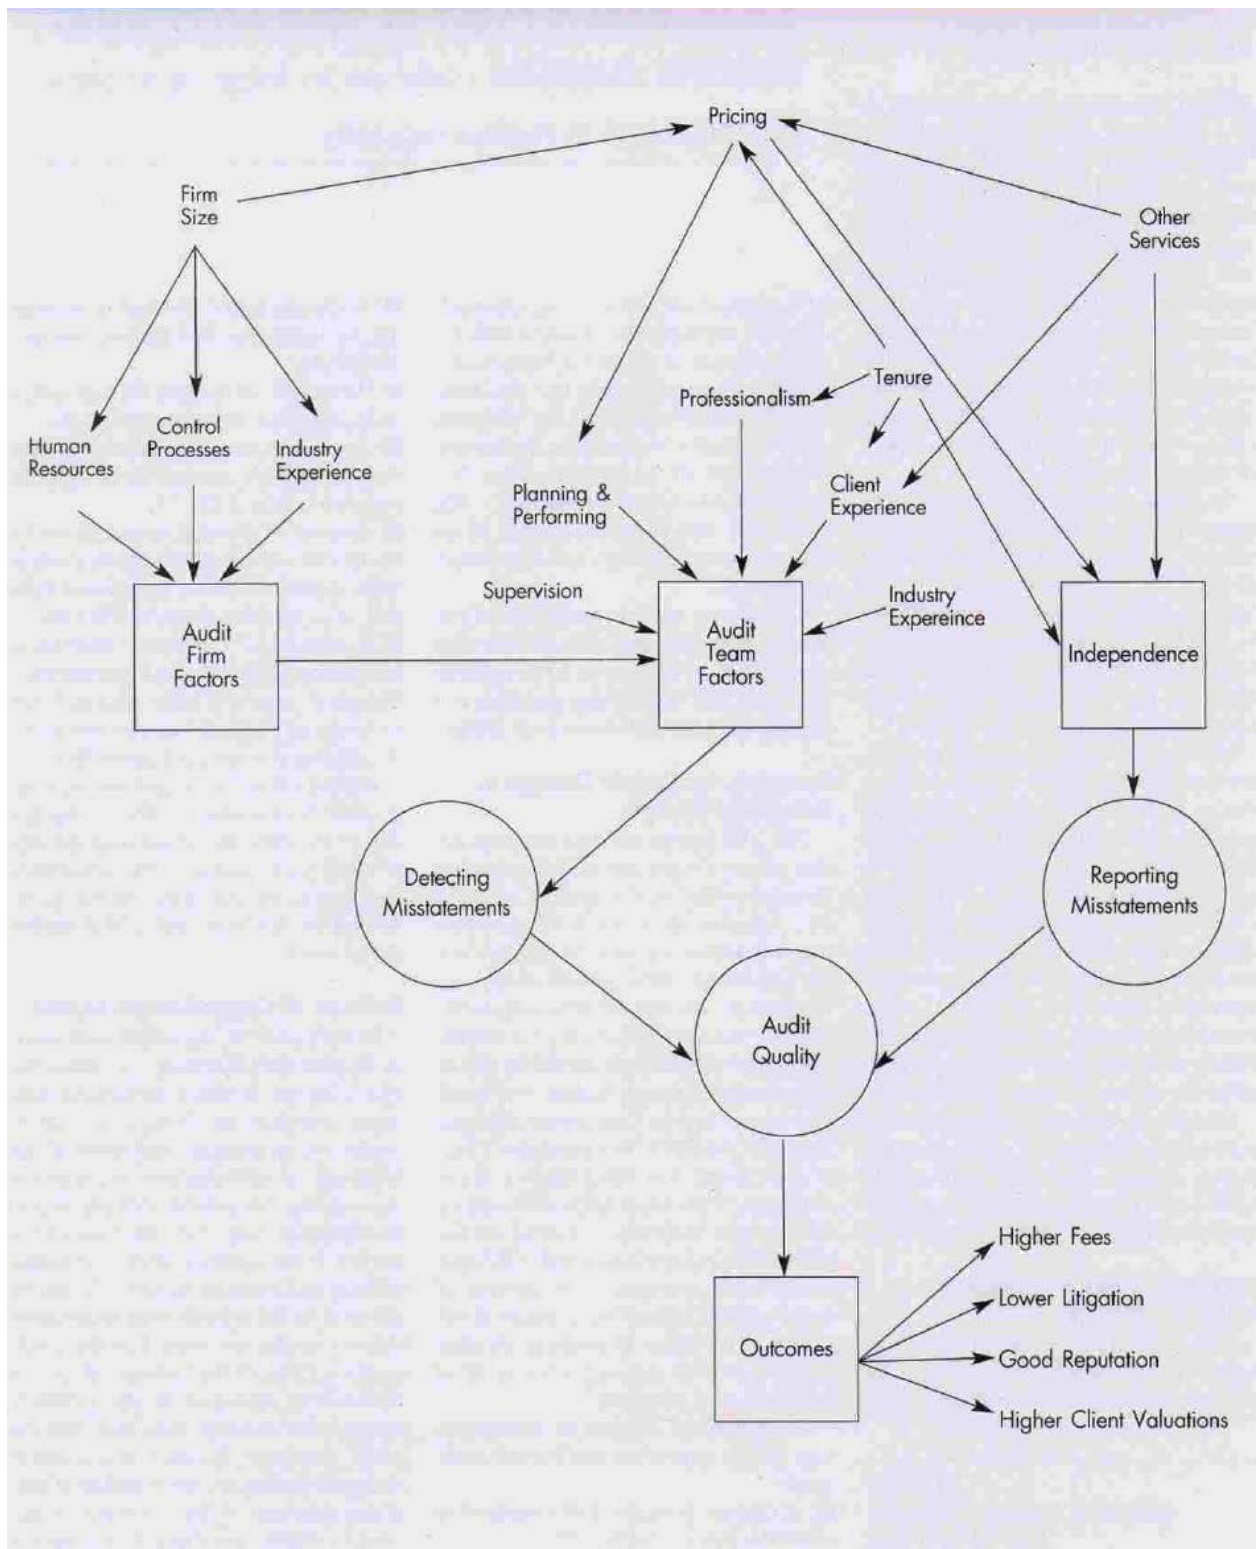 Pricing
Firm
Size
Other
Services
Tenure
Professionalism
Human
Resources
Control
Processes
Industry
Experience
Planning &
Performing
Client
Experience
Supervision
Industry
Expereince
Audit
Firm
Factors
Audit
Team
Factors
Independence
Detecting
Misstatements
Reporting
Misstatements
Audit
Quality
Outcomes
Higher Fees
Lower Litigation
Good Reputation
Higher Client Valuations